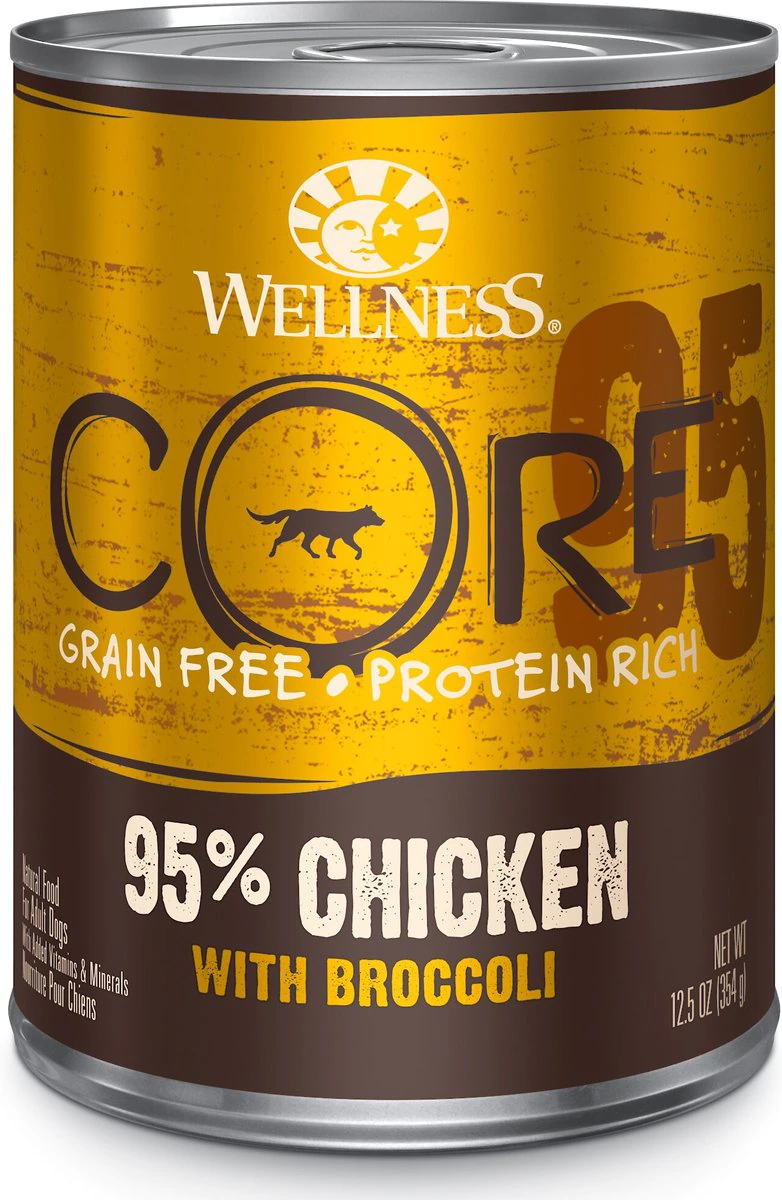 WELLNESS®
95
CORE®
GRAIN FREE • PROTEIN RICH
95% CHICKEN
WITH BROCCOLI
Natural Food
For Adult Dogs
With Added Vitamins & Minerals
Nourriture Pour Chiens
NET WT
12.5 OZ (354 g)